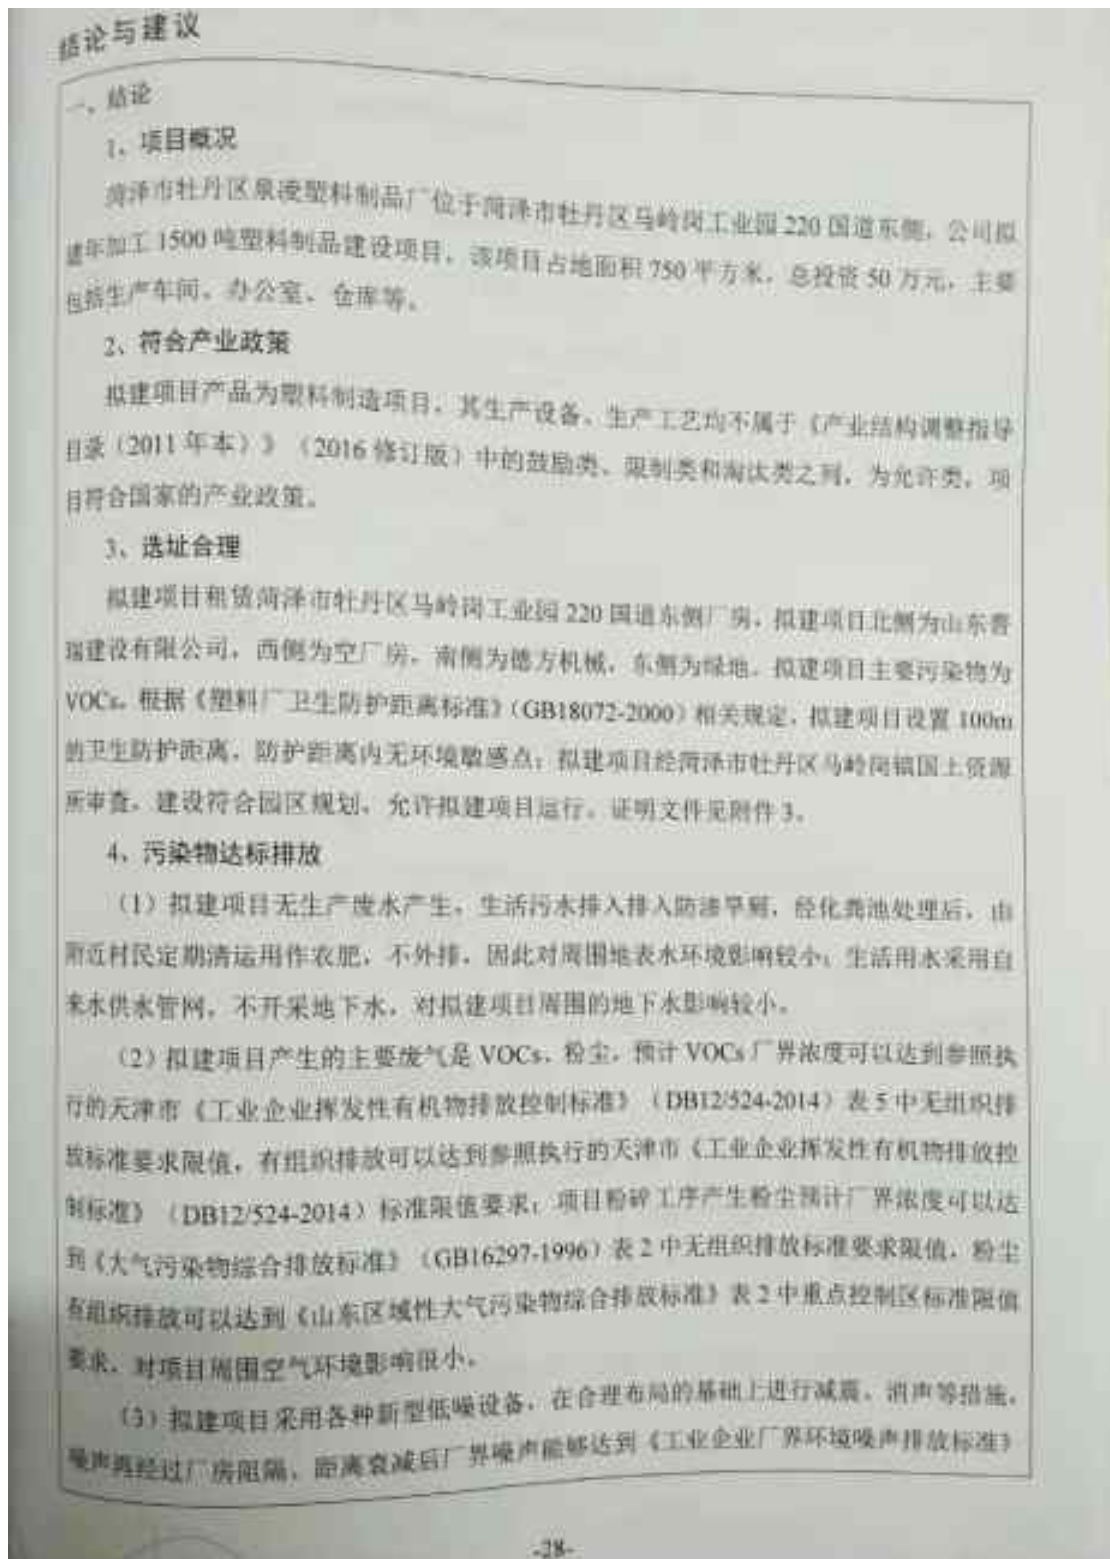 结论与建议
一、结论
1、项目概况
菏泽市牡丹区泉凌塑料制品厂位于菏泽市牡丹区马岭岗工业园 220 国道东侧，公司拟
建年加工 1500 吨塑料制品建设项目，该项目占地面积 750 平方米，总投资 50 万元，主要
包括生产车间、办公室、仓库等。
2、符合产业政策
拟建项目产品为塑料制造项目，其生产设备、生产工艺均不属于《产业结构调整指导
目录（2011 年本）》（2016 修订版）中的鼓励类、限制类和淘汰类之列，为允许类，项
目符合国家的产业政策。
3、选址合理
拟建项目租赁菏泽市牡丹区马岭岗工业园 220 国道东侧厂房，拟建项目北侧为山东普
瑞建设有限公司，西侧为空厂房，南侧为德方机械，东侧为绿地。拟建项目主要污染物为
VOCs，根据《塑料厂卫生防护距离标准》（GB18072-2000）相关规定，拟建项目设置 100m
的卫生防护距离，防护距离内无环境敏感点；拟建项目经菏泽市牡丹区马岭岗镇国土资源
所审查，建设符合园区规划，允许拟建项目运行。证明文件见附件 3。
4、污染物达标排放
（1）拟建项目无生产废水产生，生活污水排入排入防渗旱厕，经化粪池处理后，由
附近村民定期清运用作农肥，不外排，因此对周围地表水环境影响较小；生活用水采用自
来水供水管网，不开采地下水，对拟建项目周围的地下水影响较小。
（2）拟建项目产生的主要废气是 VOCs、粉尘，预计 VOCs 厂界浓度可以达到参照执
行的天津市《工业企业挥发性有机物排放控制标准》（DB12/524-2014）表 5 中无组织排
放标准要求限值，有组织排放可以达到参照执行的天津市《工业企业挥发性有机物排放控
制标准》（DB12/524-2014）标准限值要求；项目粉碎工序产生粉尘预计厂界浓度可以达
到《大气污染物综合排放标准》（GB16297-1996）表 2 中无组织排放标准要求限值，粉尘
有组织排放可以达到《山东区域性大气污染物综合排放标准》表 2 中重点控制区标准限值
要求，对项目周围空气环境影响很小。
（3）拟建项目采用各种新型低噪设备，在合理布局的基础上进行减震、消声等措施，
噪声再经过厂房阻隔、距离衰减后厂界噪声能够达到《工业企业厂界环境噪声排放标准》
-28-